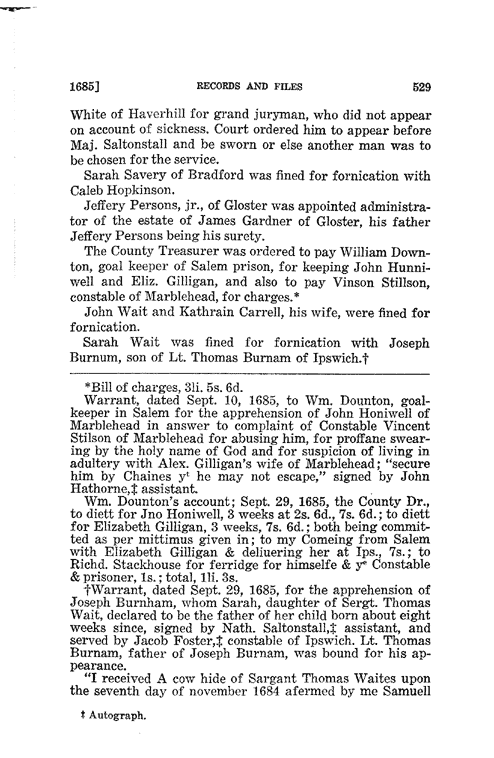 1685] RECORDS AND FILES 529
White of Haverhill for grand juryman, who did not appear
on account of sickness. Court ordered him to appear before
Maj. Saltonstall and be sworn or else another man was to
be chosen for the service.
Sarah Savery of Bradford was fined for fornication with
Caleb Hopkinson.
Jeffery Persons, jr., of Gloster was appointed administra-
tor of the estate of James Gardner of Gloster, his father
Jeffery Persons being his surety.
The County Treasurer was ordered to pay William Down-
ton, goal keeper of Salem prison, for keeping John Hunni-
well and Eliz. Gilligan, and also to pay Vinson Stillson,
constable of Marblehead, for charges.*
John Wait and Kathrain Carrell, his wife, were fined for
fornication.
Sarah Wait was fined for fornication with Joseph
Burnum, son of Lt. Thomas Burnam of Ipswich.†
*Bill of charges, 3li. 5s. 6d.
Warrant, dated Sept. 10, 1685, to Wm. Dounton, goal-
keeper in Salem for the apprehension of John Honiwell of
Marblehead in answer to complaint of Constable Vincent
Stilson of Marblehead for abusing him, for proffane swear-
ing by the holy name of God and for suspicion of living in
adultery with Alex. Gilligan's wife of Marblehead; "secure
him by Chaines yt he may not escape," signed by John
Hathorne,‡ assistant.
Wm. Dounton's account; Sept. 29, 1685, the County Dr.,
to diett for Jno Honiwell, 3 weeks at 2s. 6d., 7s. 6d.; to diett
for Elizabeth Gilligan, 3 weeks, 7s. 6d.; both being commit-
ted as per mittimus given in; to my Comeing from Salem
with Elizabeth Gilligan & deliuering her at Ips., 7s.; to
Richd. Stackhouse for ferridge for himselfe & ye Constable
& prisoner, 1s.; total, 1li. 3s.
†Warrant, dated Sept. 29, 1685, for the apprehension of
Joseph Burnham, whom Sarah, daughter of Sergt. Thomas
Wait, declared to be the father of her child born about eight
weeks since, signed by Nath. Saltonstall,‡ assistant, and
served by Jacob Foster,‡ constable of Ipswich. Lt. Thomas
Burnam, father of Joseph Burnam, was bound for his ap-
pearance.
"I received A cow hide of Sargant Thomas Waites upon
the seventh day of november 1684 afermed by me Samuell
‡ Autograph.